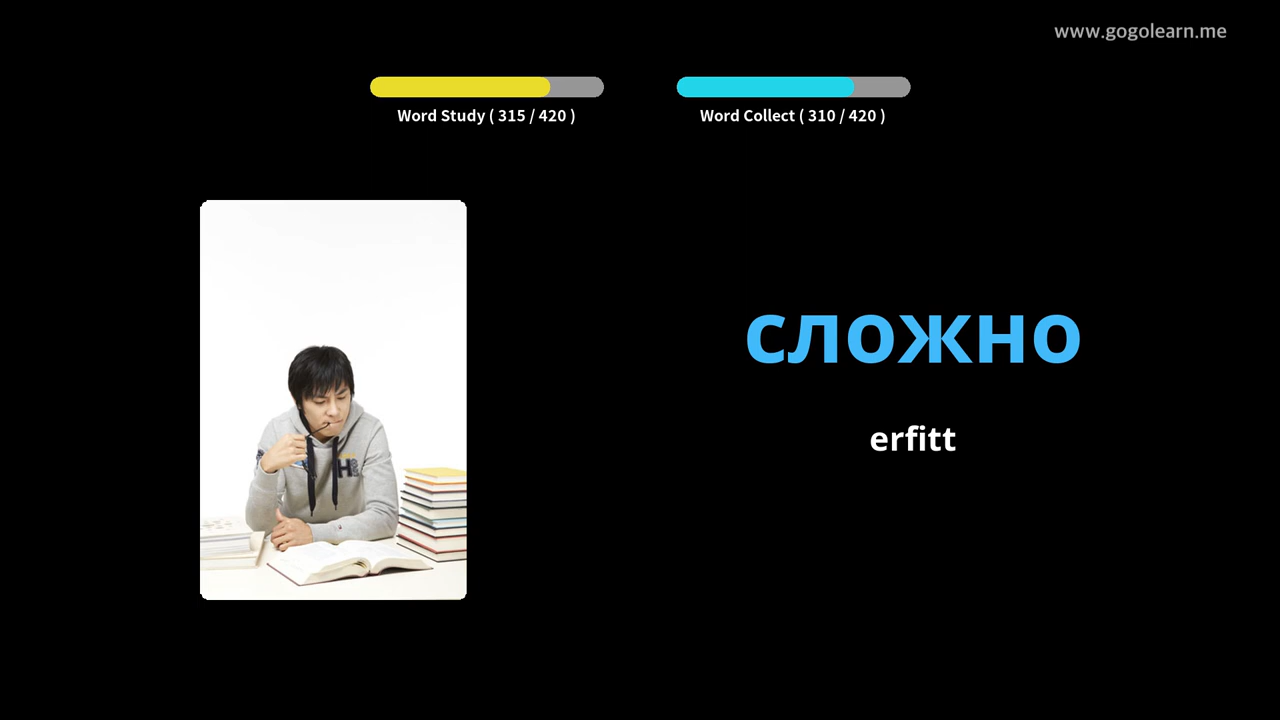 www.gogolearn.me
Word Study ( 315 / 420 )
Word Collect ( 310 / 420 )
сложно
erfitt
H